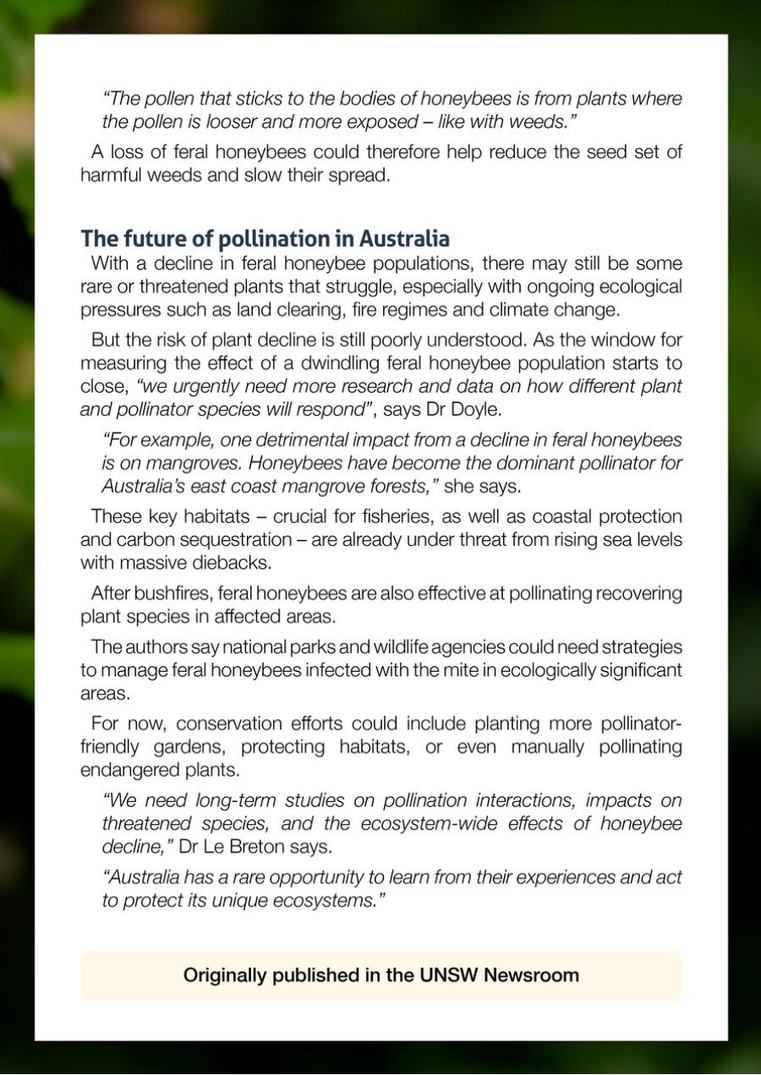 “The pollen that sticks to the bodies of honeybees is from plants where
the pollen is looser and more exposed – like with weeds.”
A loss of feral honeybees could therefore help reduce the seed set of
harmful weeds and slow their spread.
The future of pollination in Australia
With a decline in feral honeybee populations, there may still be some
rare or threatened plants that struggle, especially with ongoing ecological
pressures such as land clearing, fire regimes and climate change.
But the risk of plant decline is still poorly understood. As the window for
measuring the effect of a dwindling feral honeybee population starts to
close, “we urgently need more research and data on how different plant
and pollinator species will respond”, says Dr Doyle.
“For example, one detrimental impact from a decline in feral honeybees
is on mangroves. Honeybees have become the dominant pollinator for
Australia’s east coast mangrove forests,” she says.
These key habitats – crucial for fisheries, as well as coastal protection
and carbon sequestration – are already under threat from rising sea levels
with massive diebacks.
After bushfires, feral honeybees are also effective at pollinating recovering
plant species in affected areas.
The authors say national parks and wildlife agencies could need strategies
to manage feral honeybees infected with the mite in ecologically significant
areas.
For now, conservation efforts could include planting more pollinator-
friendly gardens, protecting habitats, or even manually pollinating
endangered plants.
“We need long-term studies on pollination interactions, impacts on
threatened species, and the ecosystem-wide effects of honeybee
decline,” Dr Le Breton says.
“Australia has a rare opportunity to learn from their experiences and act
to protect its unique ecosystems.”
Originally published in the UNSW Newsroom